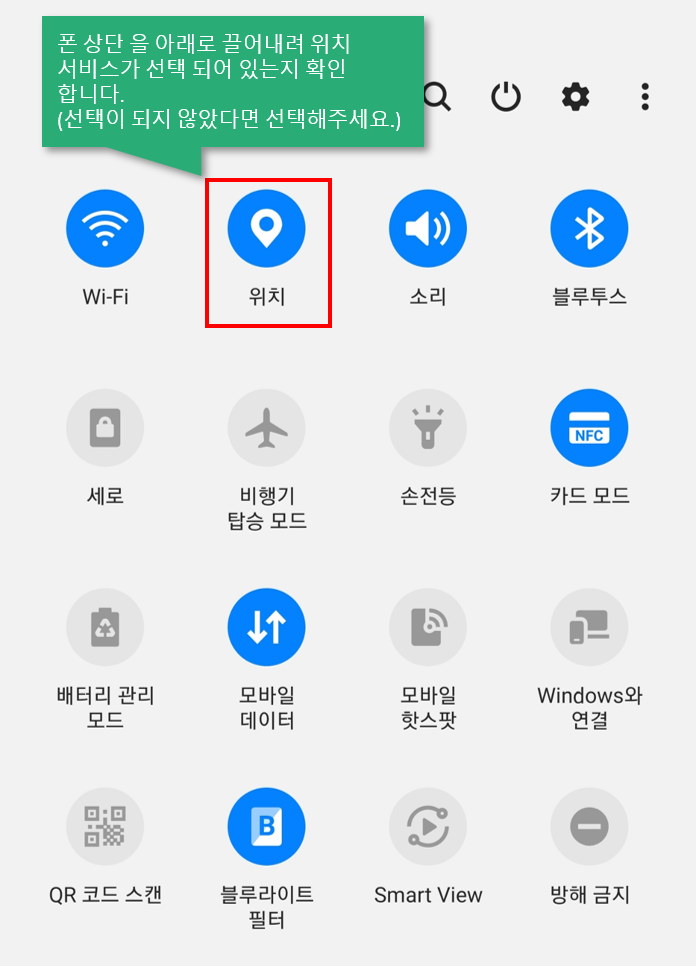 폰 상단 을 아래로 끌어내려 위치
서비스가 선택 되어 있는지 확인
합니다.
(선택이 되지 않았다면 선택해주세요.)
Wi-Fi
위치
소리
블루투스
NFC
세로
비행기
탑승 모드
손전등
카드 모드
배터리 관리
모드
모바일
데이터
모바일
핫스팟
Windows와
연결
B
QR 코드 스캔
블루라이트
필터
Smart View
방해 금지